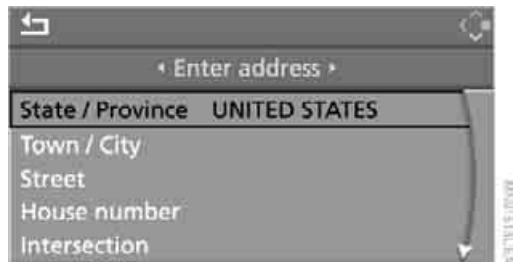 Enter address
State / Province UNITED STATES
Town / City
Street
House number
Intersection